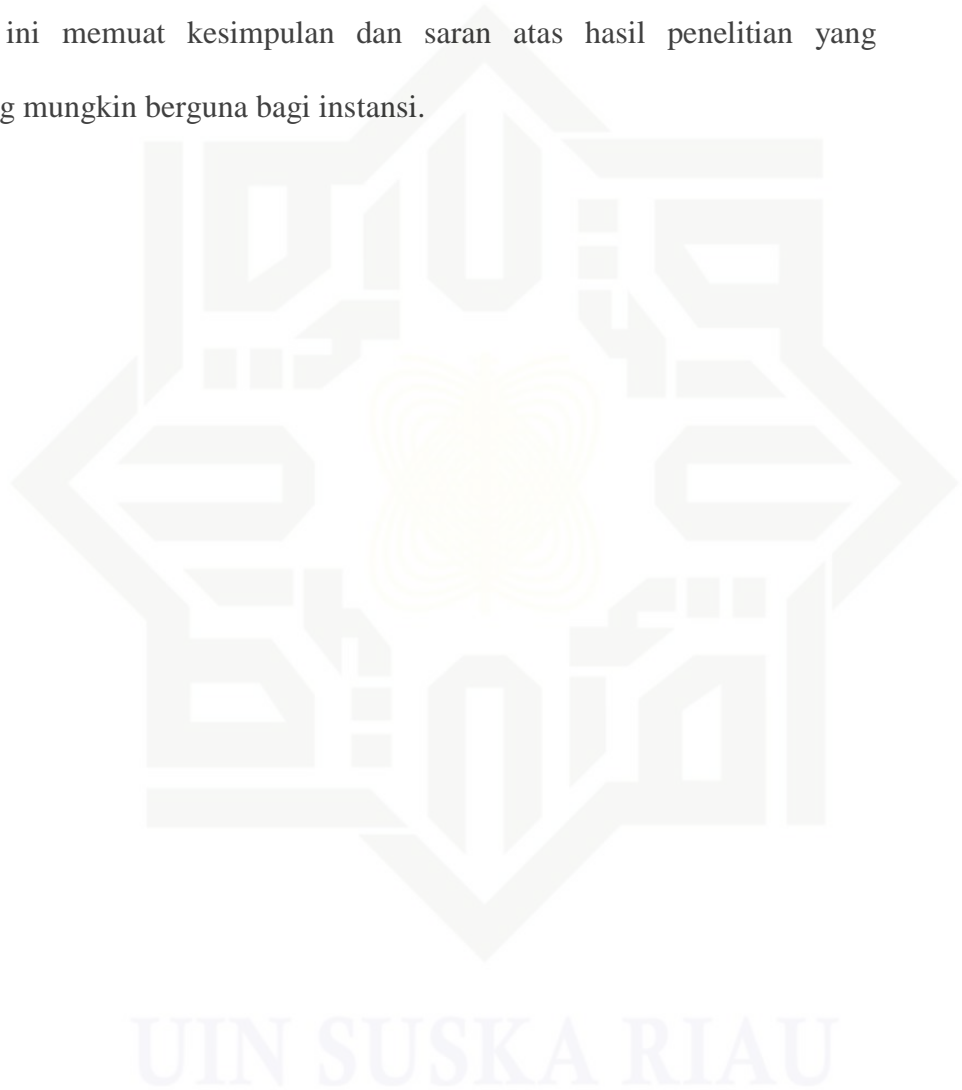 ini memuat kesimpulan dan saran atas hasil penelitian yang
g mungkin berguna bagi instansi.
UIN SUSKA RIAU